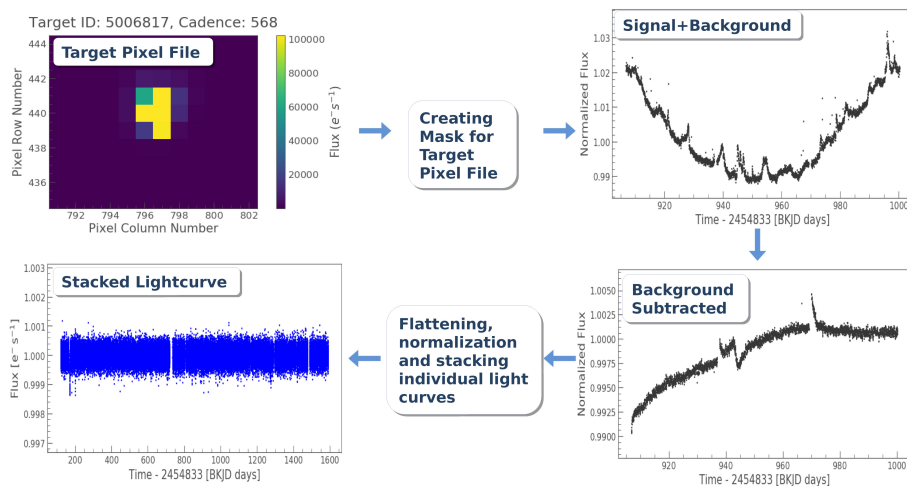 Target ID: 5006817, Cadence: 568
Target Pixel File
444
442
440
438
436
Pixel Row Number
792 794 796 798 800 802
Pixel Column Number
100000
80000
60000
40000
20000
Flux (e⁻s⁻¹)
Creating
Mask for
Target
Pixel File
Signal+Background
1.03
1.02
1.01
1.00
0.99
Normalized Flux
920 940 960 980 1000
Time - 2454833 [BKJD days]
Stacked Lightcurve
1.003
1.002
1.001
1.000
0.999
0.998
0.997
Flux [e⁻ s⁻¹]
200 400 600 800 1000 1200 1400 1600
Time - 2454833 [BKJD days]
Flattening,
normalization
and stacking
individual light
curves
Background
Subtracted
1.0050
1.0025
1.0000
0.9975
0.9950
0.9925
0.9900
Normalized Flux
920 940 960 980 1000
Time - 2454833 [BKJD days]